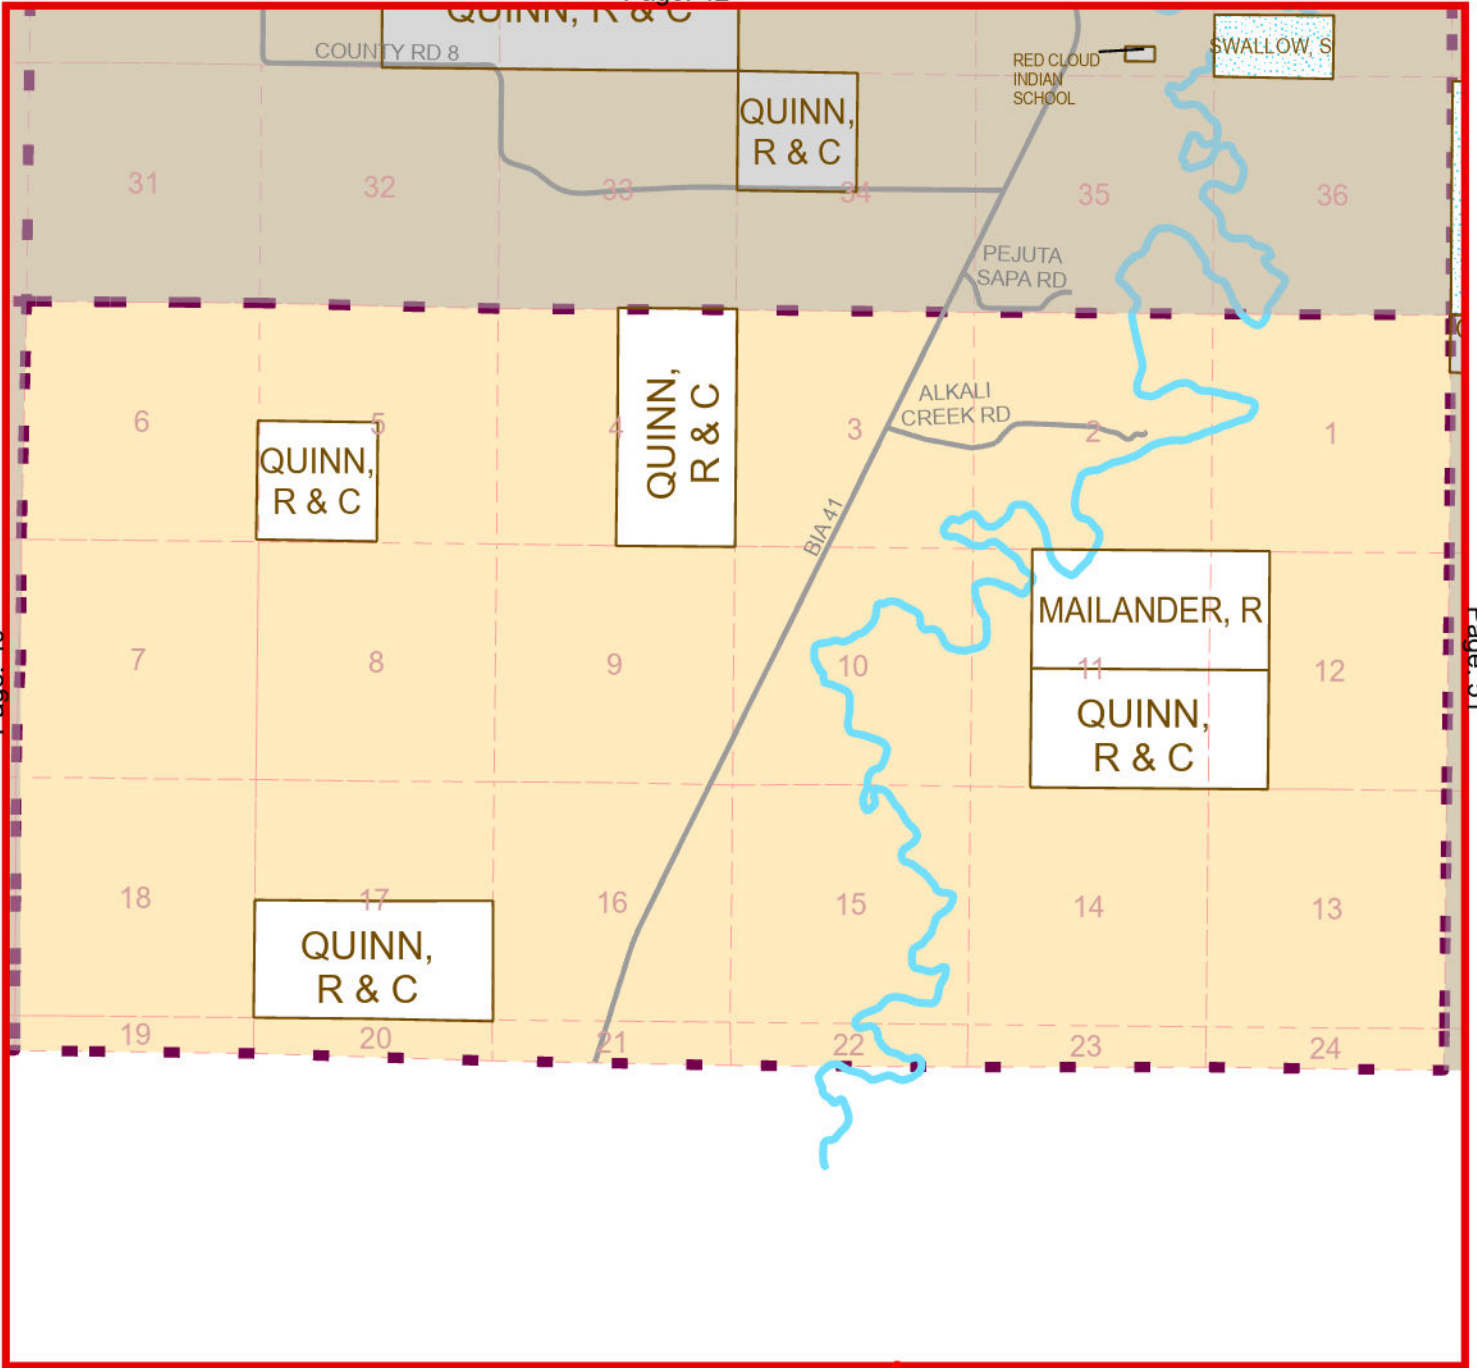 QUINN, R & C
COUNTY RD 8
RED CLOUD
INDIAN
SCHOOL
SWALLOW, S
QUINN,
R & C
31
32
33
34
35
36
PEJUTA
SAPA RD
6
5
4
3
2
1
QUINN,
R & C
QUINN,
R & C
ALKALI
CREEK RD
BIA 41
MAILANDER, R
7
8
9
10
11
12
QUINN,
R & C
18
17
16
15
14
13
QUINN,
R & C
19
20
21
22
23
24